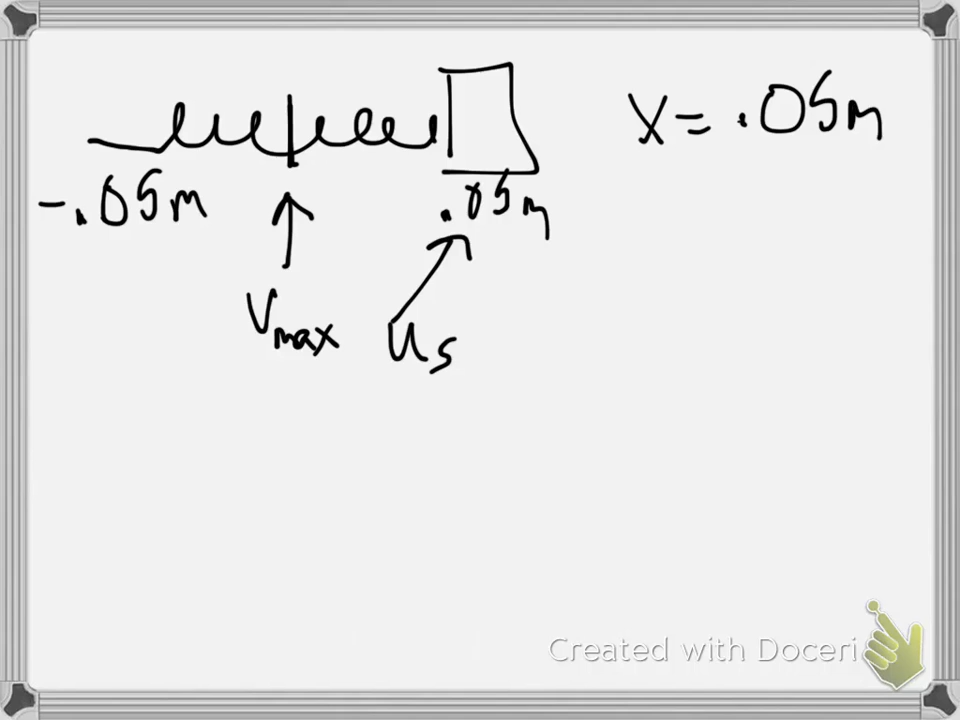 x = .05m
-.05m
.05m
Vmax
Us
Created with Doceri